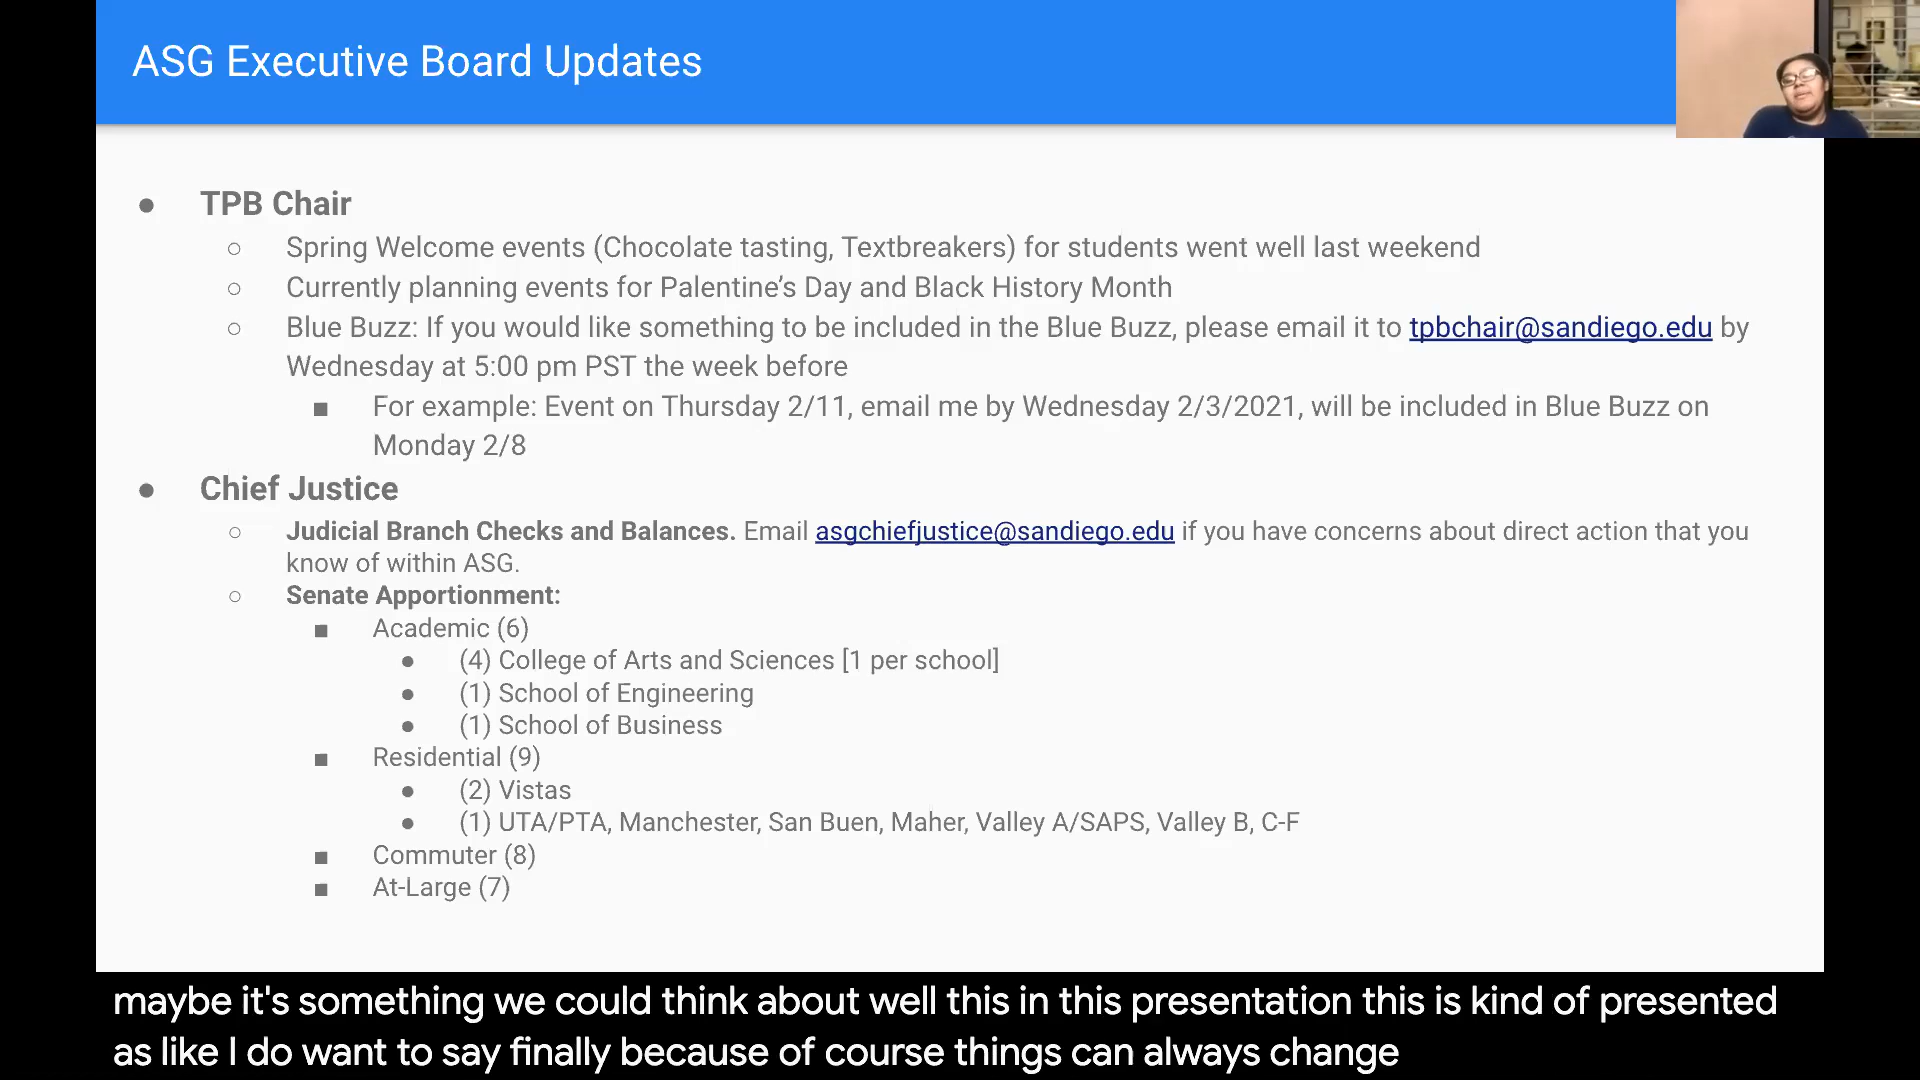 ASG Executive Board Updates
● TPB Chair
○ Spring Welcome events (Chocolate tasting, Textbreakers) for students went well last weekend
○ Currently planning events for Palentine’s Day and Black History Month
○ Blue Buzz: If you would like something to be included in the Blue Buzz, please email it to tpbchair@sandiego.edu by
Wednesday at 5:00 pm PST the week before
■ For example: Event on Thursday 2/11, email me by Wednesday 2/3/2021, will be included in Blue Buzz on
Monday 2/8
● Chief Justice
○ Judicial Branch Checks and Balances. Email asgchiefjustice@sandiego.edu if you have concerns about direct action that you
know of within ASG.
○ Senate Apportionment:
■ Academic (6)
● (4) College of Arts and Sciences [1 per school]
● (1) School of Engineering
● (1) School of Business
■ Residential (9)
● (2) Vistas
● (1) UTA/PTA, Manchester, San Buen, Maher, Valley A/SAPS, Valley B, C-F
■ Commuter (8)
■ At-Large (7)
maybe it's something we could think about well this in this presentation this is kind of presented
as like I do want to say finally because of course things can always change